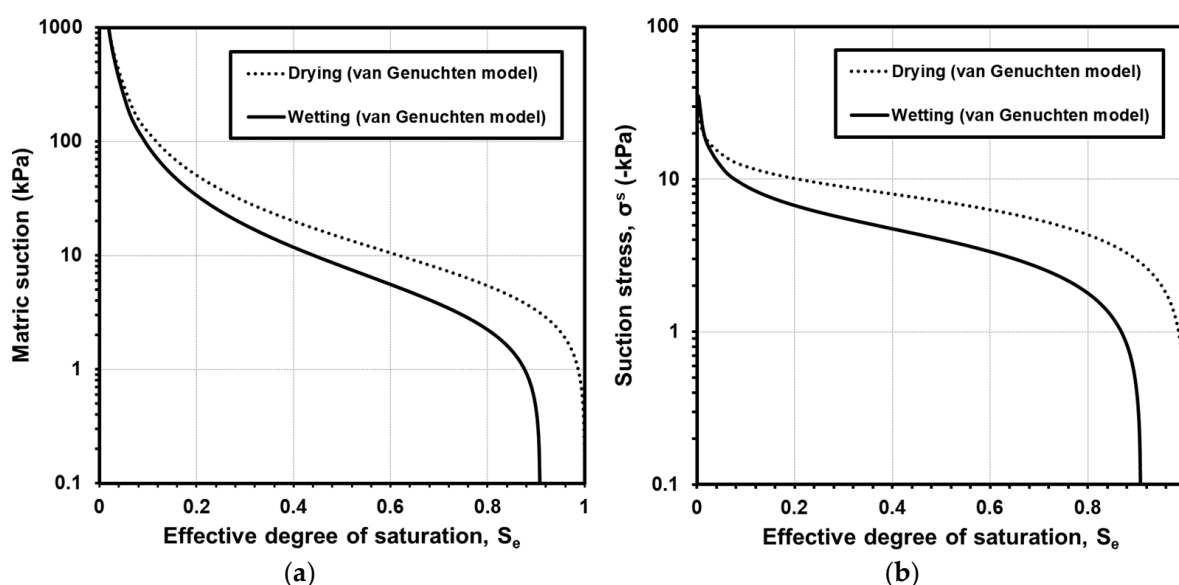 1000
100
10
1
0.1
Matric suction (kPa)
Drying (van Genuchten model)
Wetting (van Genuchten model)
0 0.2 0.4 0.6 0.8 1
Effective degree of saturation, Se
(a)
-100
10
1
0.1
Suction stress, σs (-kPa)
Drying (van Genuchten model)
Wetting (van Genuchten model)
0 0.2 0.4 0.6 0.8
Effective degree of saturation, Se
(b)